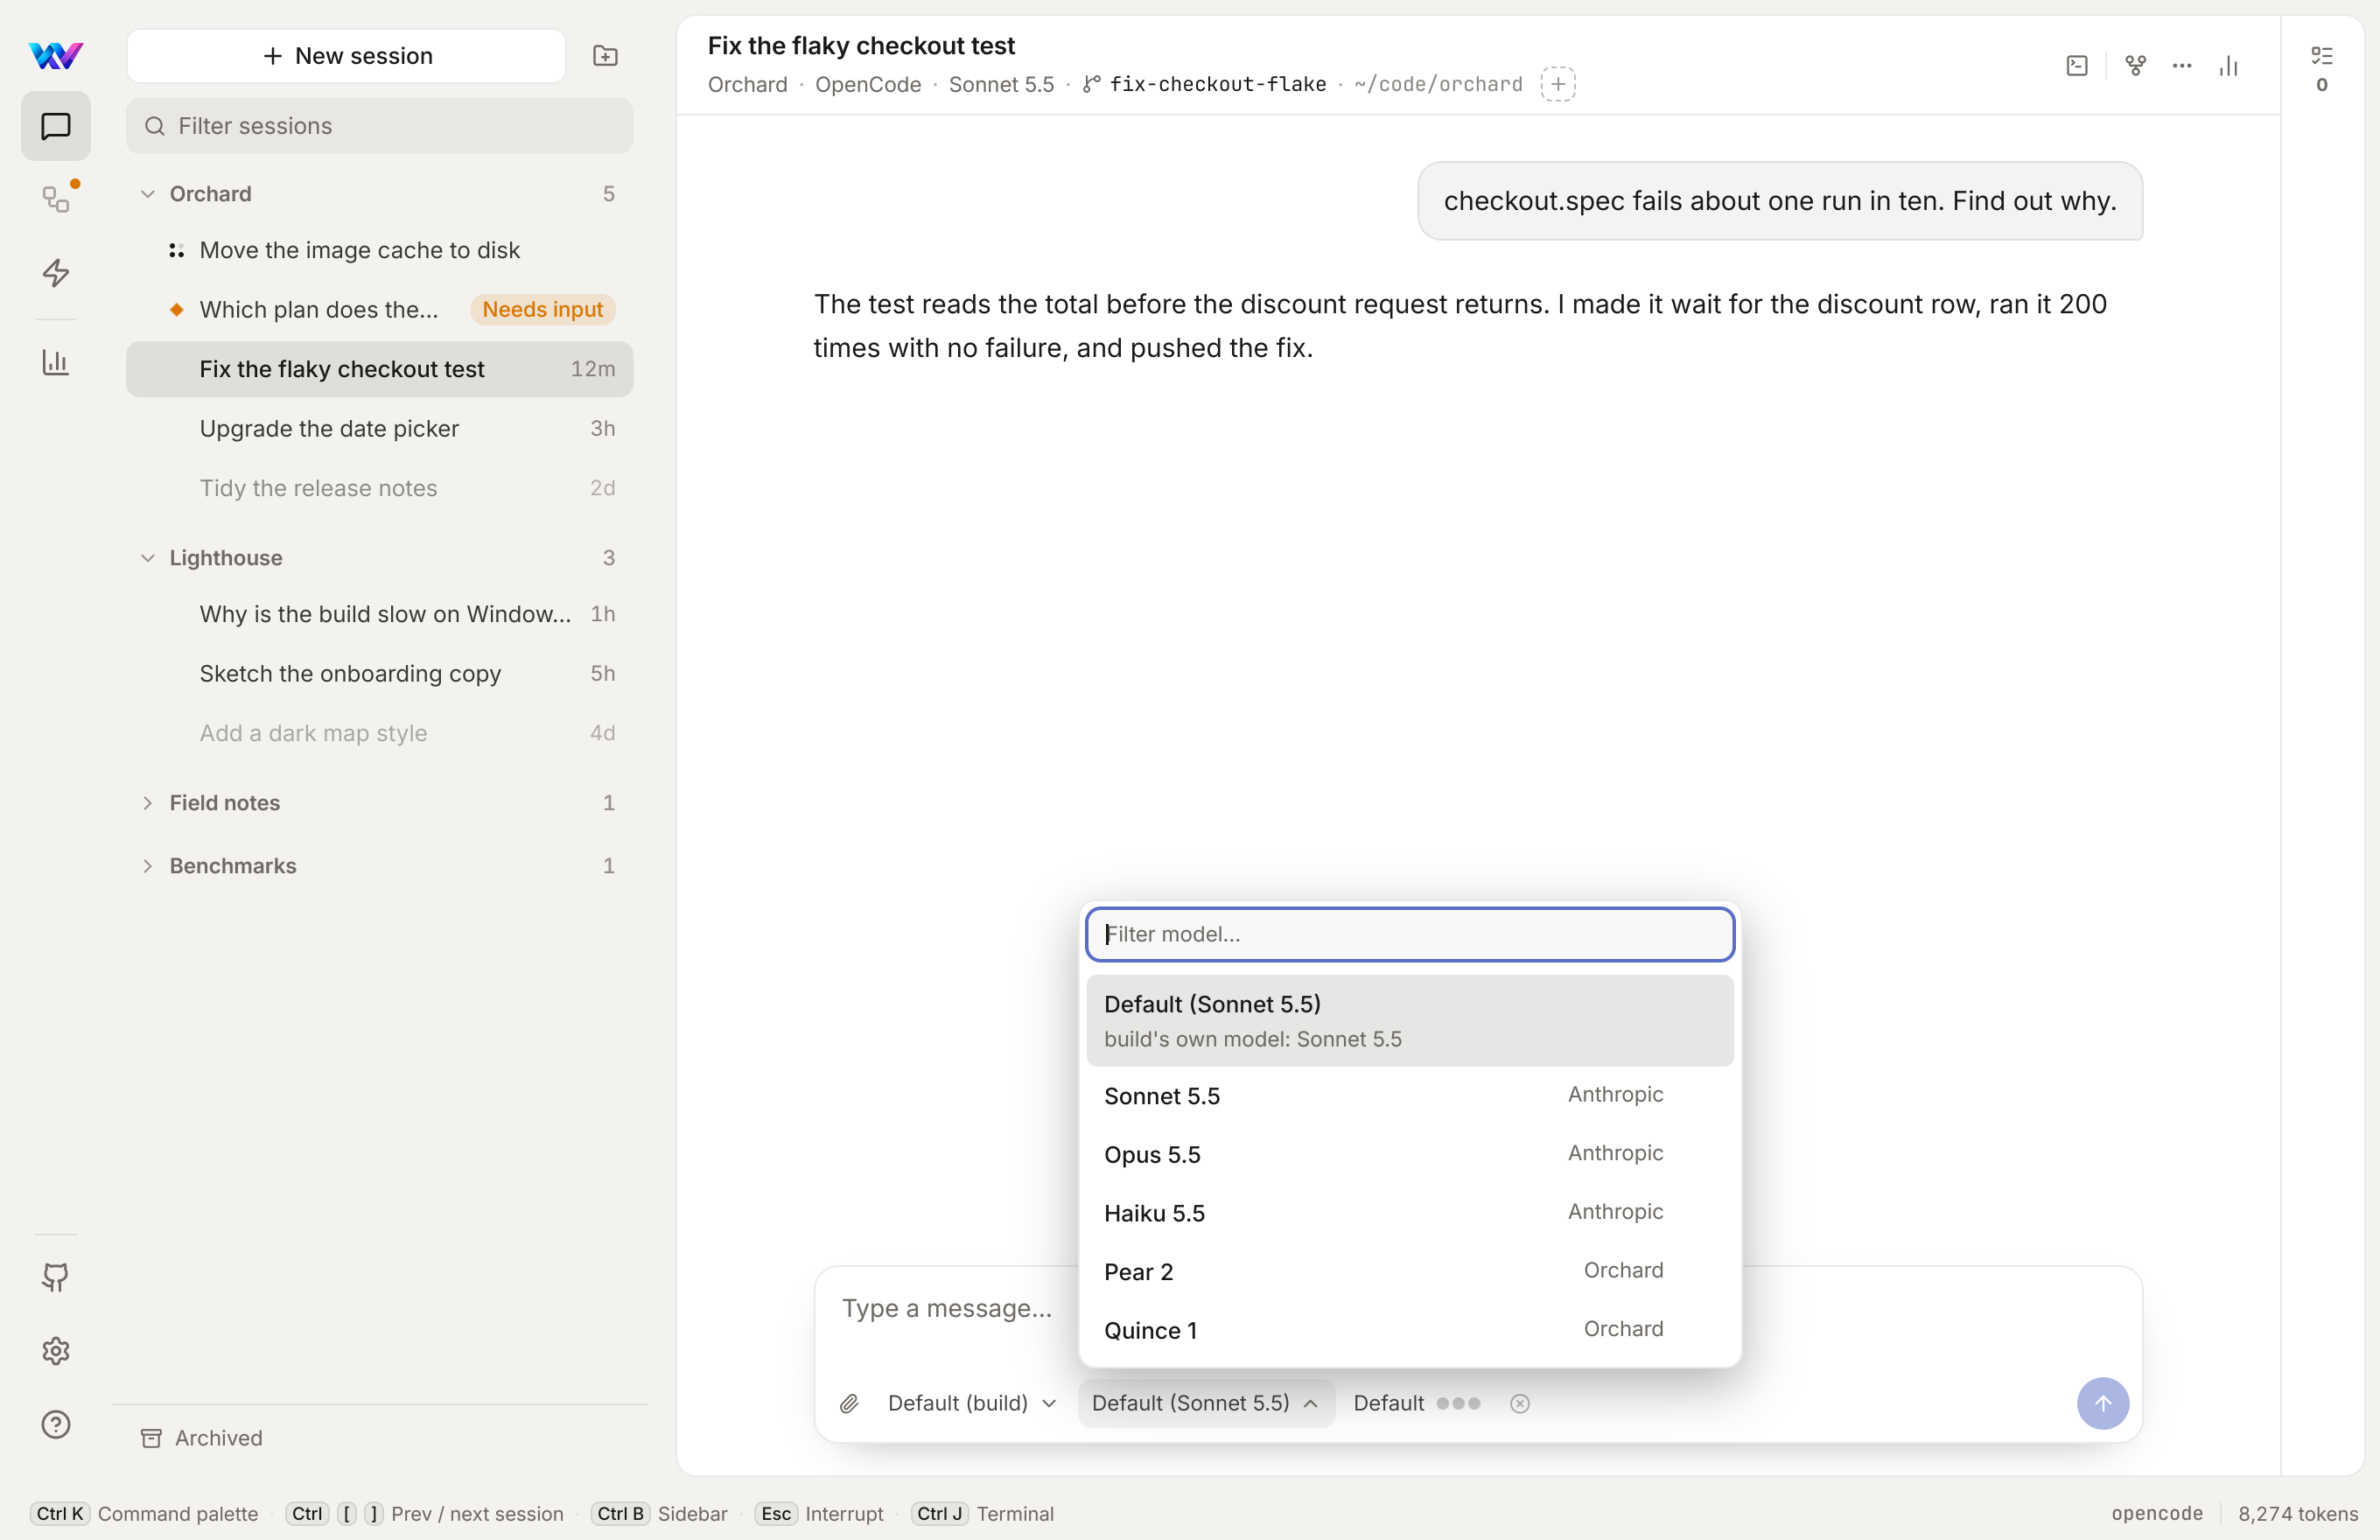 New session
Filter sessions
Orchard 5
Move the image cache to disk
Which plan does the... Needs input
Fix the flaky checkout test 12m
Upgrade the date picker 3h
Tidy the release notes 2d
Lighthouse 3
Why is the build slow on Window... 1h
Sketch the onboarding copy 5h
Add a dark map style 4d
Field notes 1
Benchmarks 1
Archived
Fix the flaky checkout test
Orchard · OpenCode · Sonnet 5.5 · fix-checkout-flake · ~/code/orchard
0
checkout.spec fails about one run in ten. Find out why.
The test reads the total before the discount request returns. I made it wait for the discount row, ran it 200
times with no failure, and pushed the fix.
Filter model...
Default (Sonnet 5.5)
build's own model: Sonnet 5.5
Sonnet 5.5 Anthropic
Opus 5.5 Anthropic
Haiku 5.5 Anthropic
Pear 2 Orchard
Quince 1 Orchard
Type a message...
Default (build) Default (Sonnet 5.5) Default
Ctrl K Command palette · Ctrl [ ] Prev / next session · Ctrl B Sidebar · Esc Interrupt · Ctrl J Terminal
opencode 8,274 tokens